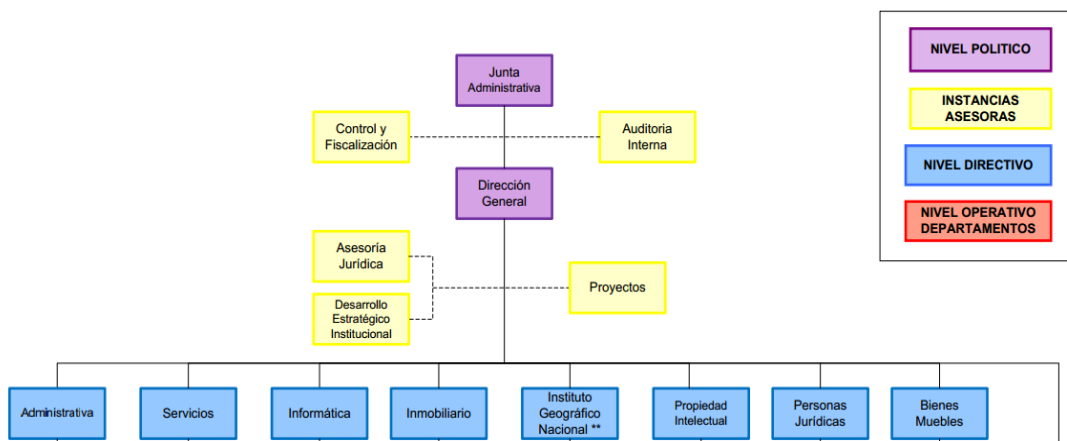 NIVEL POLITICO
INSTANCIAS
ASESORAS
NIVEL DIRECTIVO
NIVEL OPERATIVO
DEPARTAMENTOS
Junta
Administrativa
Control y
Fiscalización
Auditoria
Interna
Dirección
General
Asesoría
Jurídica
Desarrollo
Estratégico
Institucional
Proyectos
Administrativa
Servicios
Informática
Inmobiliario
Instituto
Geográfico
Nacional **
Propiedad
Intelectual
Personas
Jurídicas
Bienes
Muebles